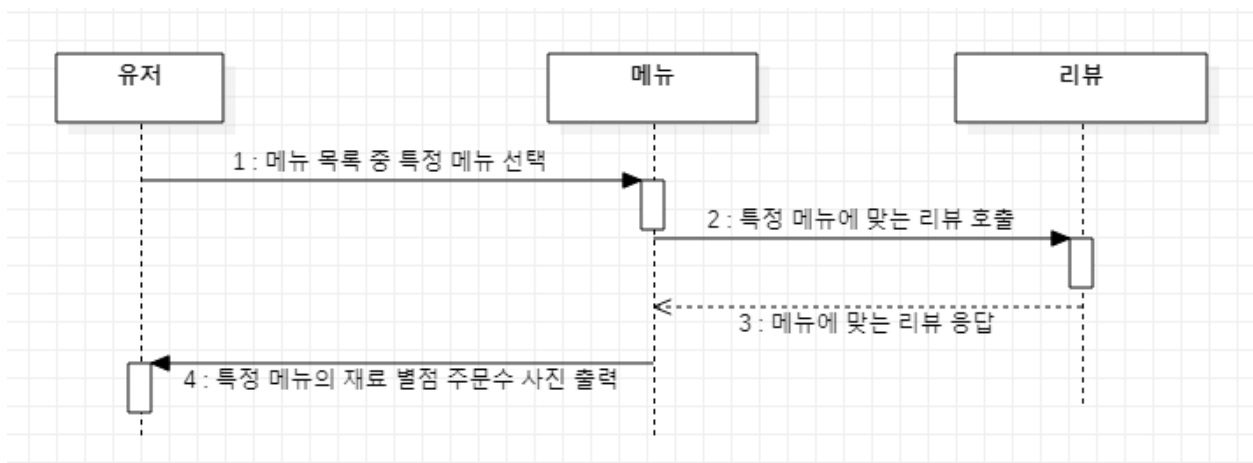 유저
메뉴
리뷰
1 : 메뉴 목록 중 특정 메뉴 선택
2 : 특정 메뉴에 맞는 리뷰 호출
3 : 메뉴에 맞는 리뷰 응답
4 : 특정 메뉴의 재료 별점 주문수 사진 출력